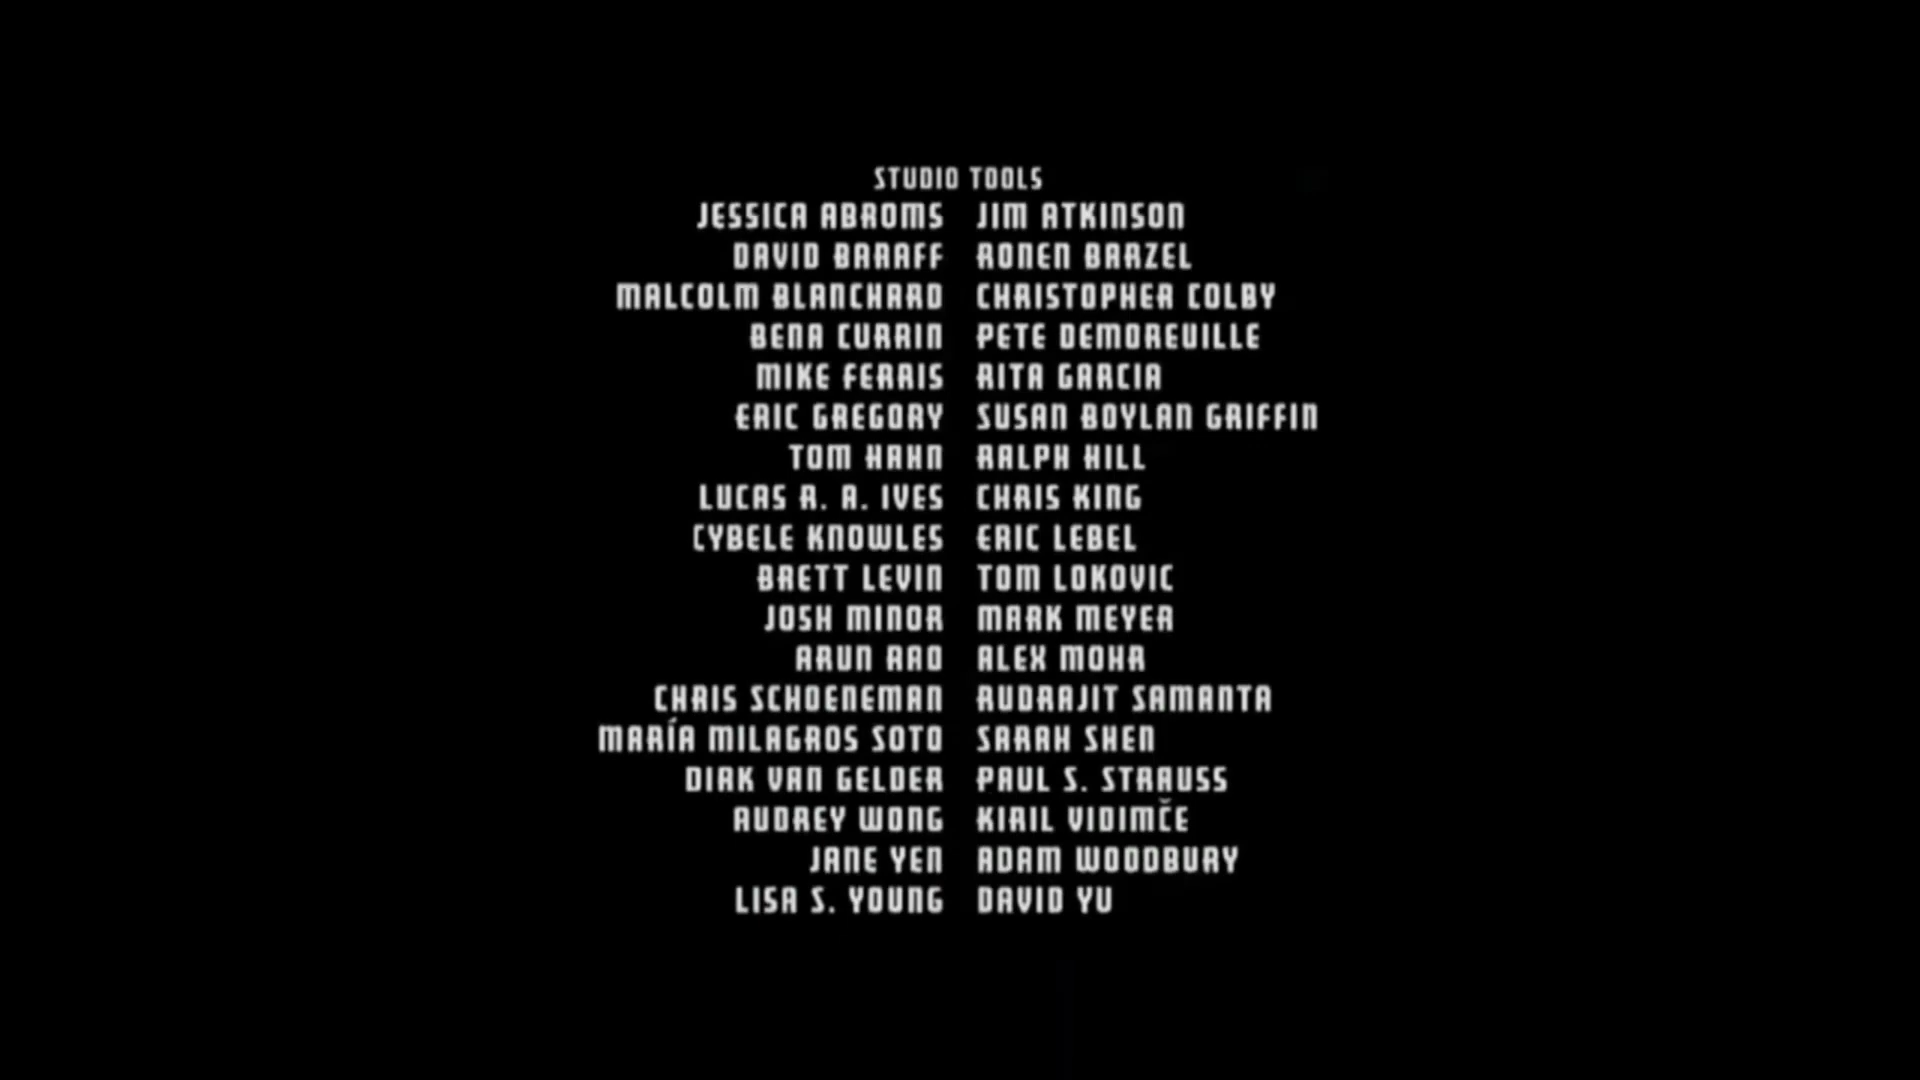 STUDIO TOOLS
JESSICA ABROMS JIM ATKINSON
DAVID BARAFF RONEN BARZEL
MALCOLM BLANCHARD CHRISTOPHER COLBY
BENA CURRIN PETE DEMOREUILLE
MIKE FERRIS RITA GARCIA
ERIC GREGORY SUSAN BOYLAN GRIFFIN
TOM HAHN RALPH HILL
LUCAS R. A. IVES CHRIS KING
CYBELE KNOWLES ERIC LEBEL
BRETT LEVIN TOM LOKOVIC
JOSH MINOR MARK MEYER
ARUN RAO ALEX MOHR
CHRIS SCHOENEMAN RUDRAJIT SAMANTA
MARÍA MILAGROS SOTO SARAH SHEN
DIRK VAN GELDER PAUL S. STRAUSS
AUDREY WONG KIRIL VIDIMČE
JANE YEN ADAM WOODBURY
LISA S. YOUNG DAVID YU